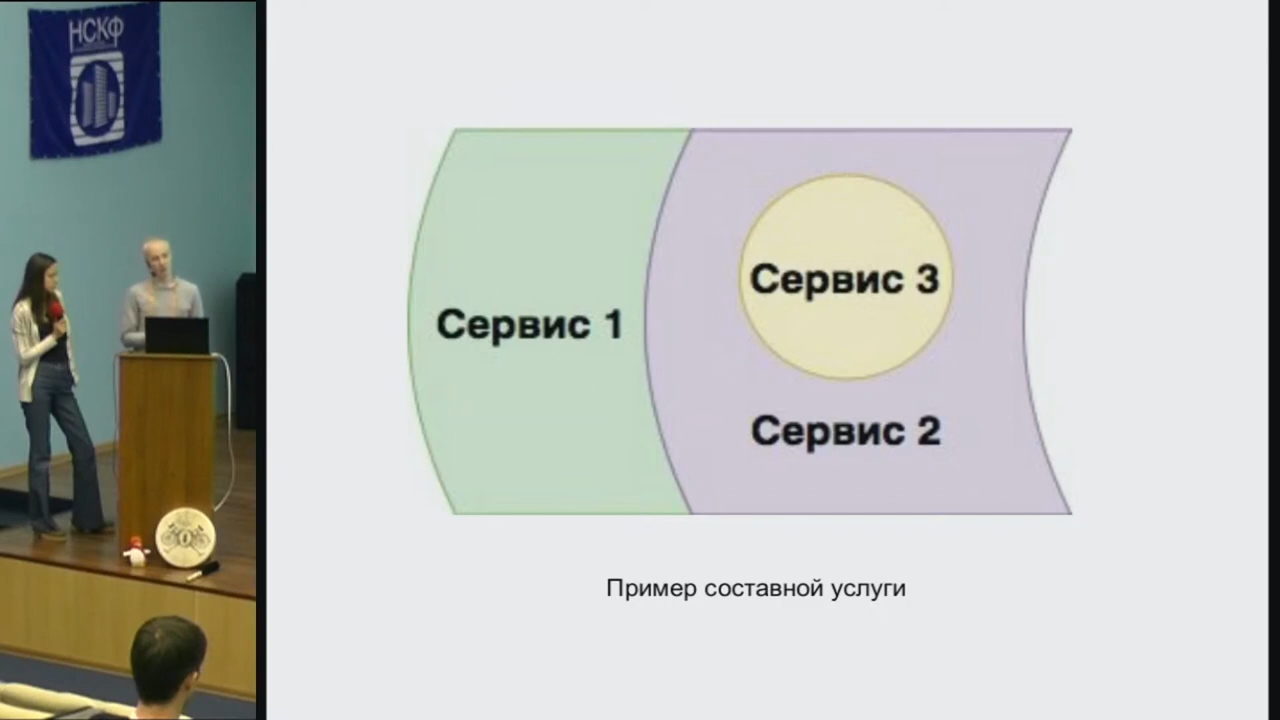 НСКФ
Сервис 1
Сервис 3
Сервис 2
Пример составной услуги